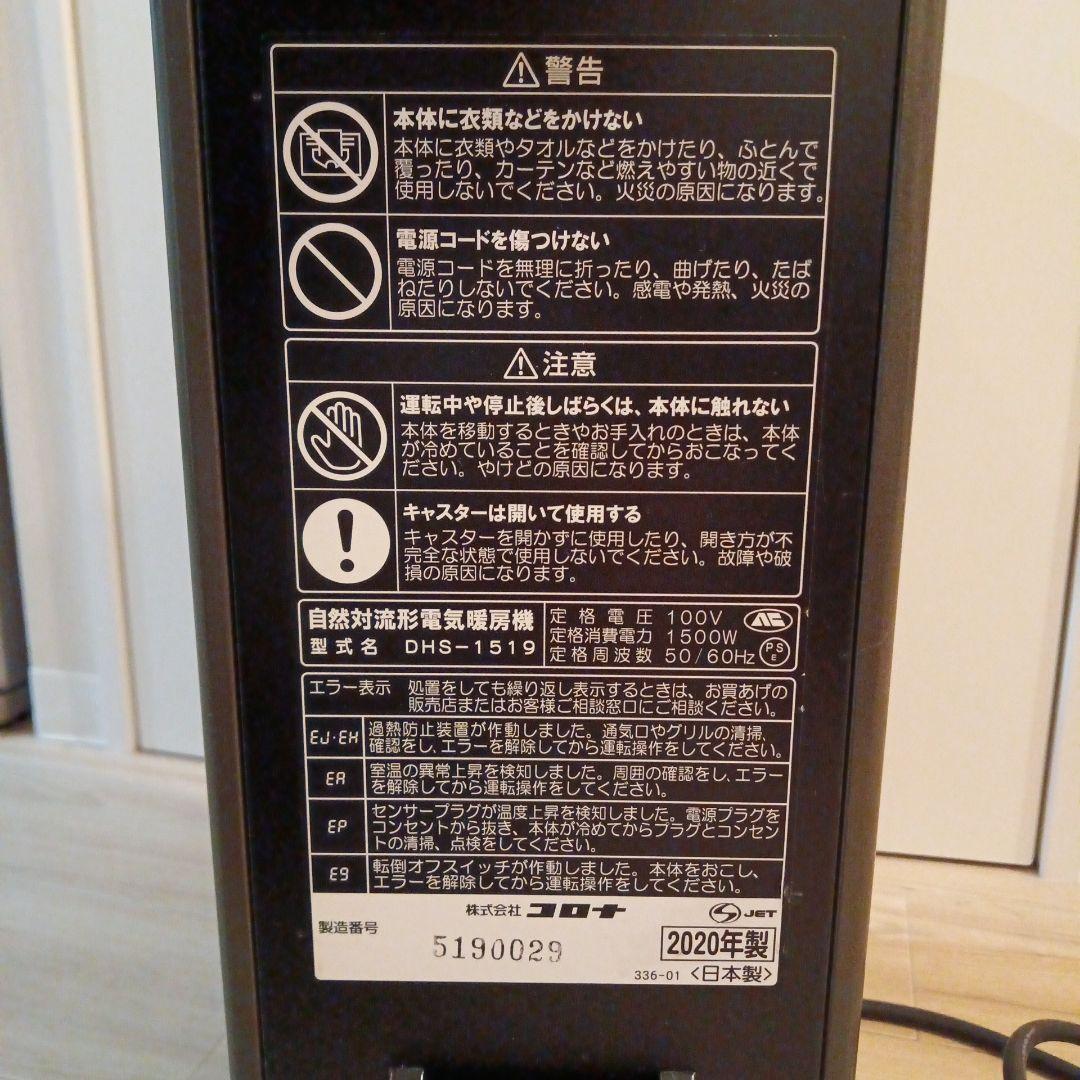 ⚠警告
本体に衣類などをかけない
本体に衣類やタオルなどをかけたり、ふとんで
覆ったり、カーテンなど燃えやすい物の近くで
使用しないでください。火災の原因になります。
電源コードを傷つけない
電源コードを無理に折ったり、曲げたり、たば
ねたりしないでください。感電や発熱、火災の
原因になります。
⚠注意
運転中や停止後しばらくは、本体に触れない
本体を移動するときやお手入れのときは、本体
が冷めていることを確認してからおこなってく
ださい。やけどの原因になります。
キャスターは開いて使用する
キャスターを開かずに使用したり、開き方が不
完全な状態で使用しないでください。故障や破
損の原因になります。
自然対流形電気暖房機
型式名 DHS-1519
定格電圧 100V
定格消費電力 1500W
定格周波数 50/60Hz
PSE
エラー表示 処置をしても繰り返し表示するときは、お買あげの
販売店またはお客様ご相談窓口にご相談ください。
EJ・EH 過熱防止装置が作動しました。通気口やグリルの清掃、
確認をし、エラーを解除してから運転操作をしてください。
EA 室温の異常上昇を検知しました。周囲の確認をし、エラー
を解除してから運転操作をしてください。
EP センサープラグが温度上昇を検知しました。電源プラグを
コンセントから抜き、本体が冷めてからプラグとコンセン
トの清掃、点検をしてください。
E9 転倒オフスイッチが作動しました。本体をおこし、
エラーを解除してから運転操作をしてください。
株式会社 コロナ
S JET
製造番号
5190029
2020年製
336-01 <日本製>